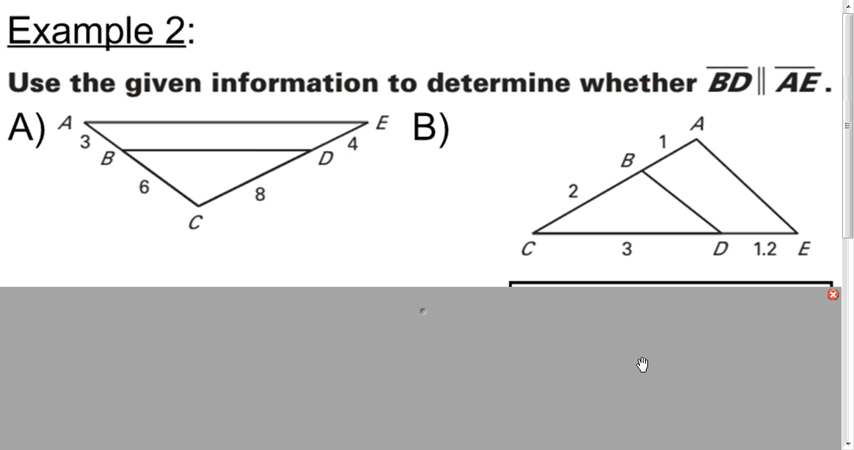 Example 2:
Use the given information to determine whether BD || AE.
A)
A
E
3
B
D
4
6
8
C
B)
A
1
B
2
C
3
D
1.2
E